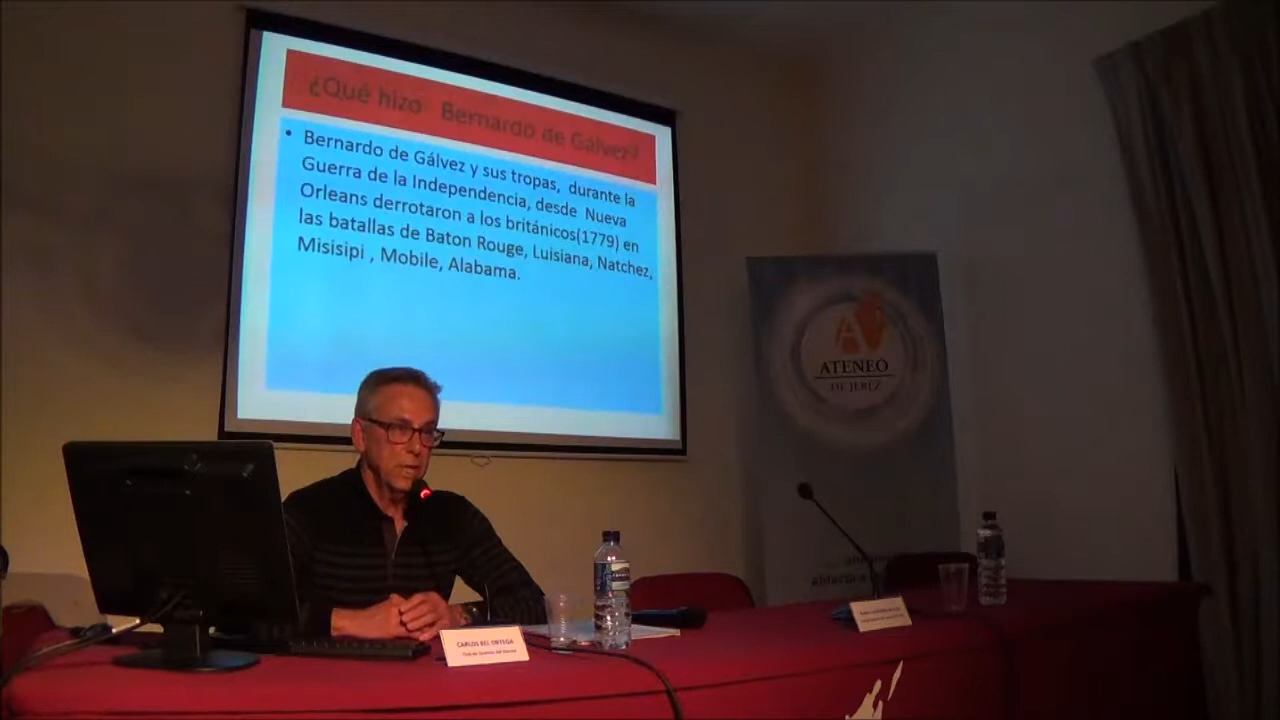 ¿Qué hizo Bernardo de Gálvez?
• Bernardo de Gálvez y sus tropas, durante la
Guerra de la Independencia, desde Nueva
Orleans derrotaron a los británicos(1779) en
las batallas de Baton Rouge, Luisiana, Natchez,
Misisipi , Mobile, Alabama.
ATENEO
DE JEREZ
CARLOS BEL ORTEGA